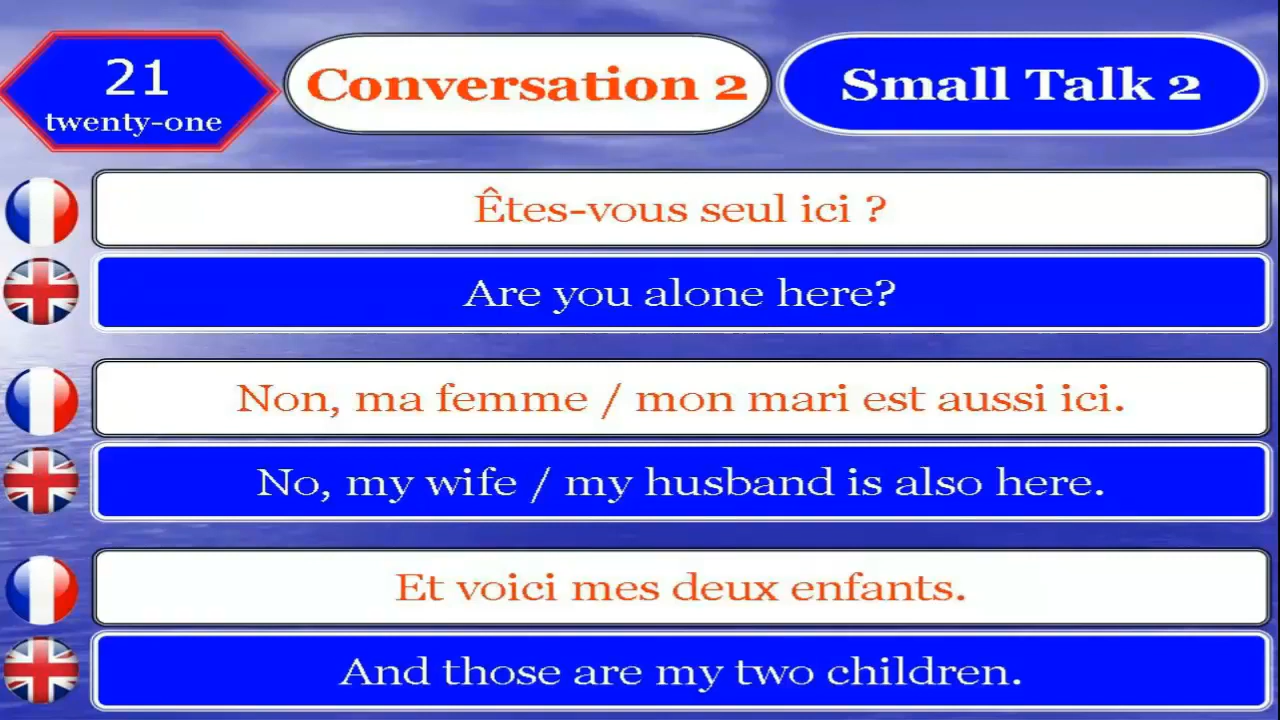 21
twenty-one
Conversation 2
Small Talk 2
Êtes-vous seul ici ?
Are you alone here?
Non, ma femme / mon mari est aussi ici.
No, my wife / my husband is also here.
Et voici mes deux enfants.
And those are my two children.